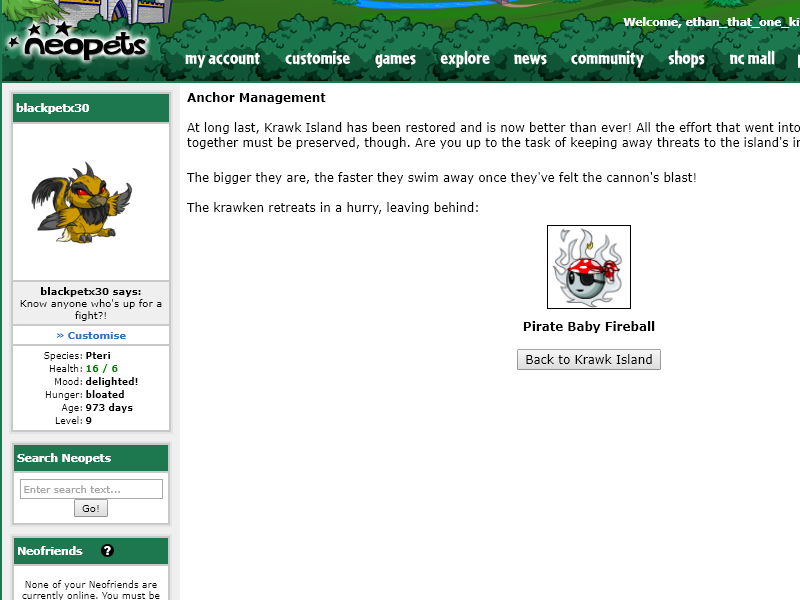 Welcome, ethan_that_one_ki
neopets
my account customise games explore news community shops nc mall
blackpetx30
Anchor Management
At long last, Krawk Island has been restored and is now better than ever! All the effort that went into
together must be preserved, though. Are you up to the task of keeping away threats to the island's
The bigger they are, the faster they swim away once they've felt the cannon's blast!
The krawken retreats in a hurry, leaving behind:
Pirate Baby Fireball
Back to Krawk Island
blackpetx30 says:
Know anyone who's up for a
fight?!
» Customise
Species: Pteri
Health: 16 / 6
Mood: delighted!
Hunger: bloated
Age: 973 days
Level: 9
Search Neopets
Enter search text...
Go!
Neofriends ?
None of your Neofriends are
currently online. You must be